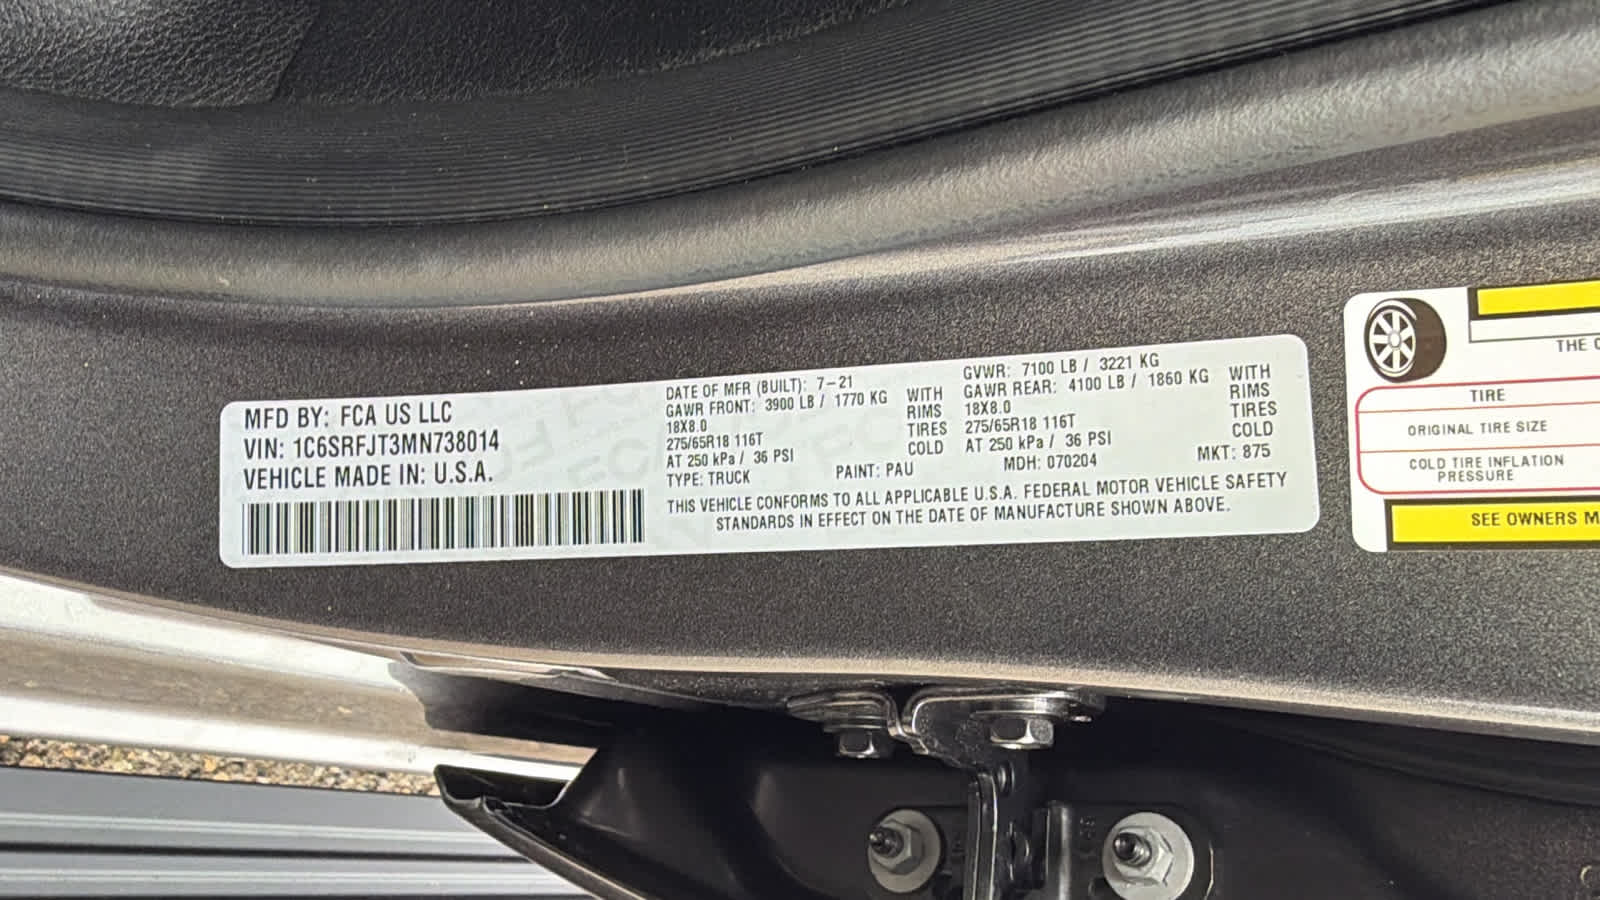 MFD BY: FCA US LLC
VIN: 1C6SRFJT3MN738014
VEHICLE MADE IN: U.S.A.
DATE OF MFR (BUILT): 7-21
GAWR FRONT: 3900 LB / 1770 KG WITH
18X8.0 RIMS
275/65R18 116T TIRES
AT 250 kPa / 36 PSI COLD
GVWR: 7100 LB / 3221 KG
GAWR REAR: 4100 LB / 1860 KG WITH
18X8.0 RIMS
275/65R18 116T TIRES
AT 250 kPa / 36 PSI COLD
TYPE: TRUCK PAINT: PAU MDH: 070204 MKT: 875
THIS VEHICLE CONFORMS TO ALL APPLICABLE U.S.A. FEDERAL MOTOR VEHICLE SAFETY
STANDARDS IN EFFECT ON THE DATE OF MANUFACTURE SHOWN ABOVE.
THE
TIRE
ORIGINAL TIRE SIZE
COLD TIRE INFLATION
PRESSURE
SEE OWNERS